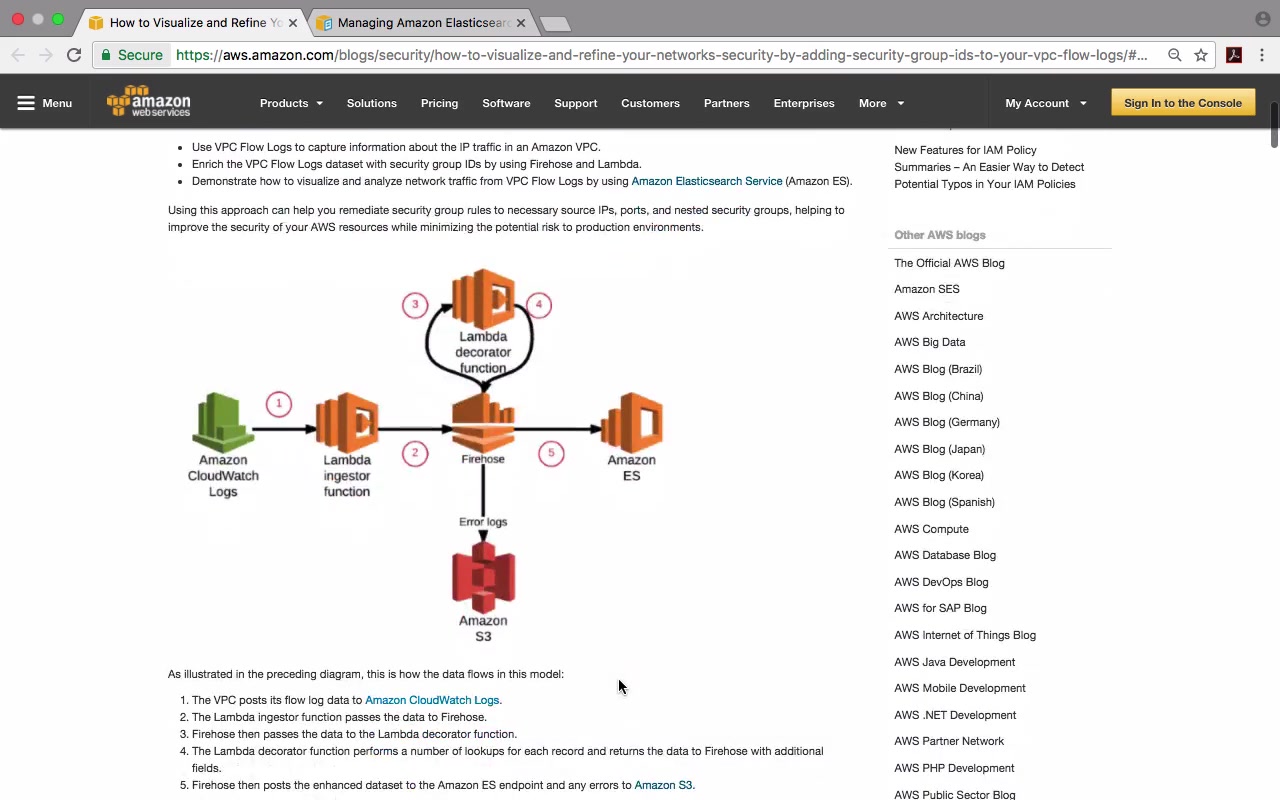 How to Visualize and Refine Yo
Managing Amazon Elasticsear
Secure
https://aws.amazon.com/blogs/security/how-to-visualize-and-refine-your-networks-security-by-adding-security-group-ids-to-your-vpc-flow-logs/#...
Menu
amazon
webservices
Products
Solutions
Pricing
Software
Support
Customers
Partners
Enterprises
More
My Account
Sign In to the Console
Use VPC Flow Logs to capture information about the IP traffic in an Amazon VPC.
Enrich the VPC Flow Logs dataset with security group IDs by using Firehose and Lambda.
Demonstrate how to visualize and analyze network traffic from VPC Flow Logs by using Amazon Elasticsearch Service (Amazon ES).
Using this approach can help you remediate security group rules to necessary source IPs, ports, and nested security groups, helping to
improve the security of your AWS resources while minimizing the potential risk to production environments.
3
4
Lambda
decorator
function
1
2
5
Amazon
CloudWatch
Logs
Lambda
ingestor
function
Firehose
Amazon
ES
Error logs
Amazon
S3
As illustrated in the preceding diagram, this is how the data flows in this model:
1. The VPC posts its flow log data to Amazon CloudWatch Logs.
2. The Lambda ingestor function passes the data to Firehose.
3. Firehose then passes the data to the Lambda decorator function.
4. The Lambda decorator function performs a number of lookups for each record and returns the data to Firehose with additional
fields.
5. Firehose then posts the enhanced dataset to the Amazon ES endpoint and any errors to Amazon S3.
New Features for IAM Policy
Summaries – An Easier Way to Detect
Potential Typos in Your IAM Policies
Other AWS blogs
The Official AWS Blog
Amazon SES
AWS Architecture
AWS Big Data
AWS Blog (Brazil)
AWS Blog (China)
AWS Blog (Germany)
AWS Blog (Japan)
AWS Blog (Korea)
AWS Blog (Spanish)
AWS Compute
AWS Database Blog
AWS DevOps Blog
AWS for SAP Blog
AWS Internet of Things Blog
AWS Java Development
AWS Mobile Development
AWS .NET Development
AWS Partner Network
AWS PHP Development
AWS Public Sector Blog